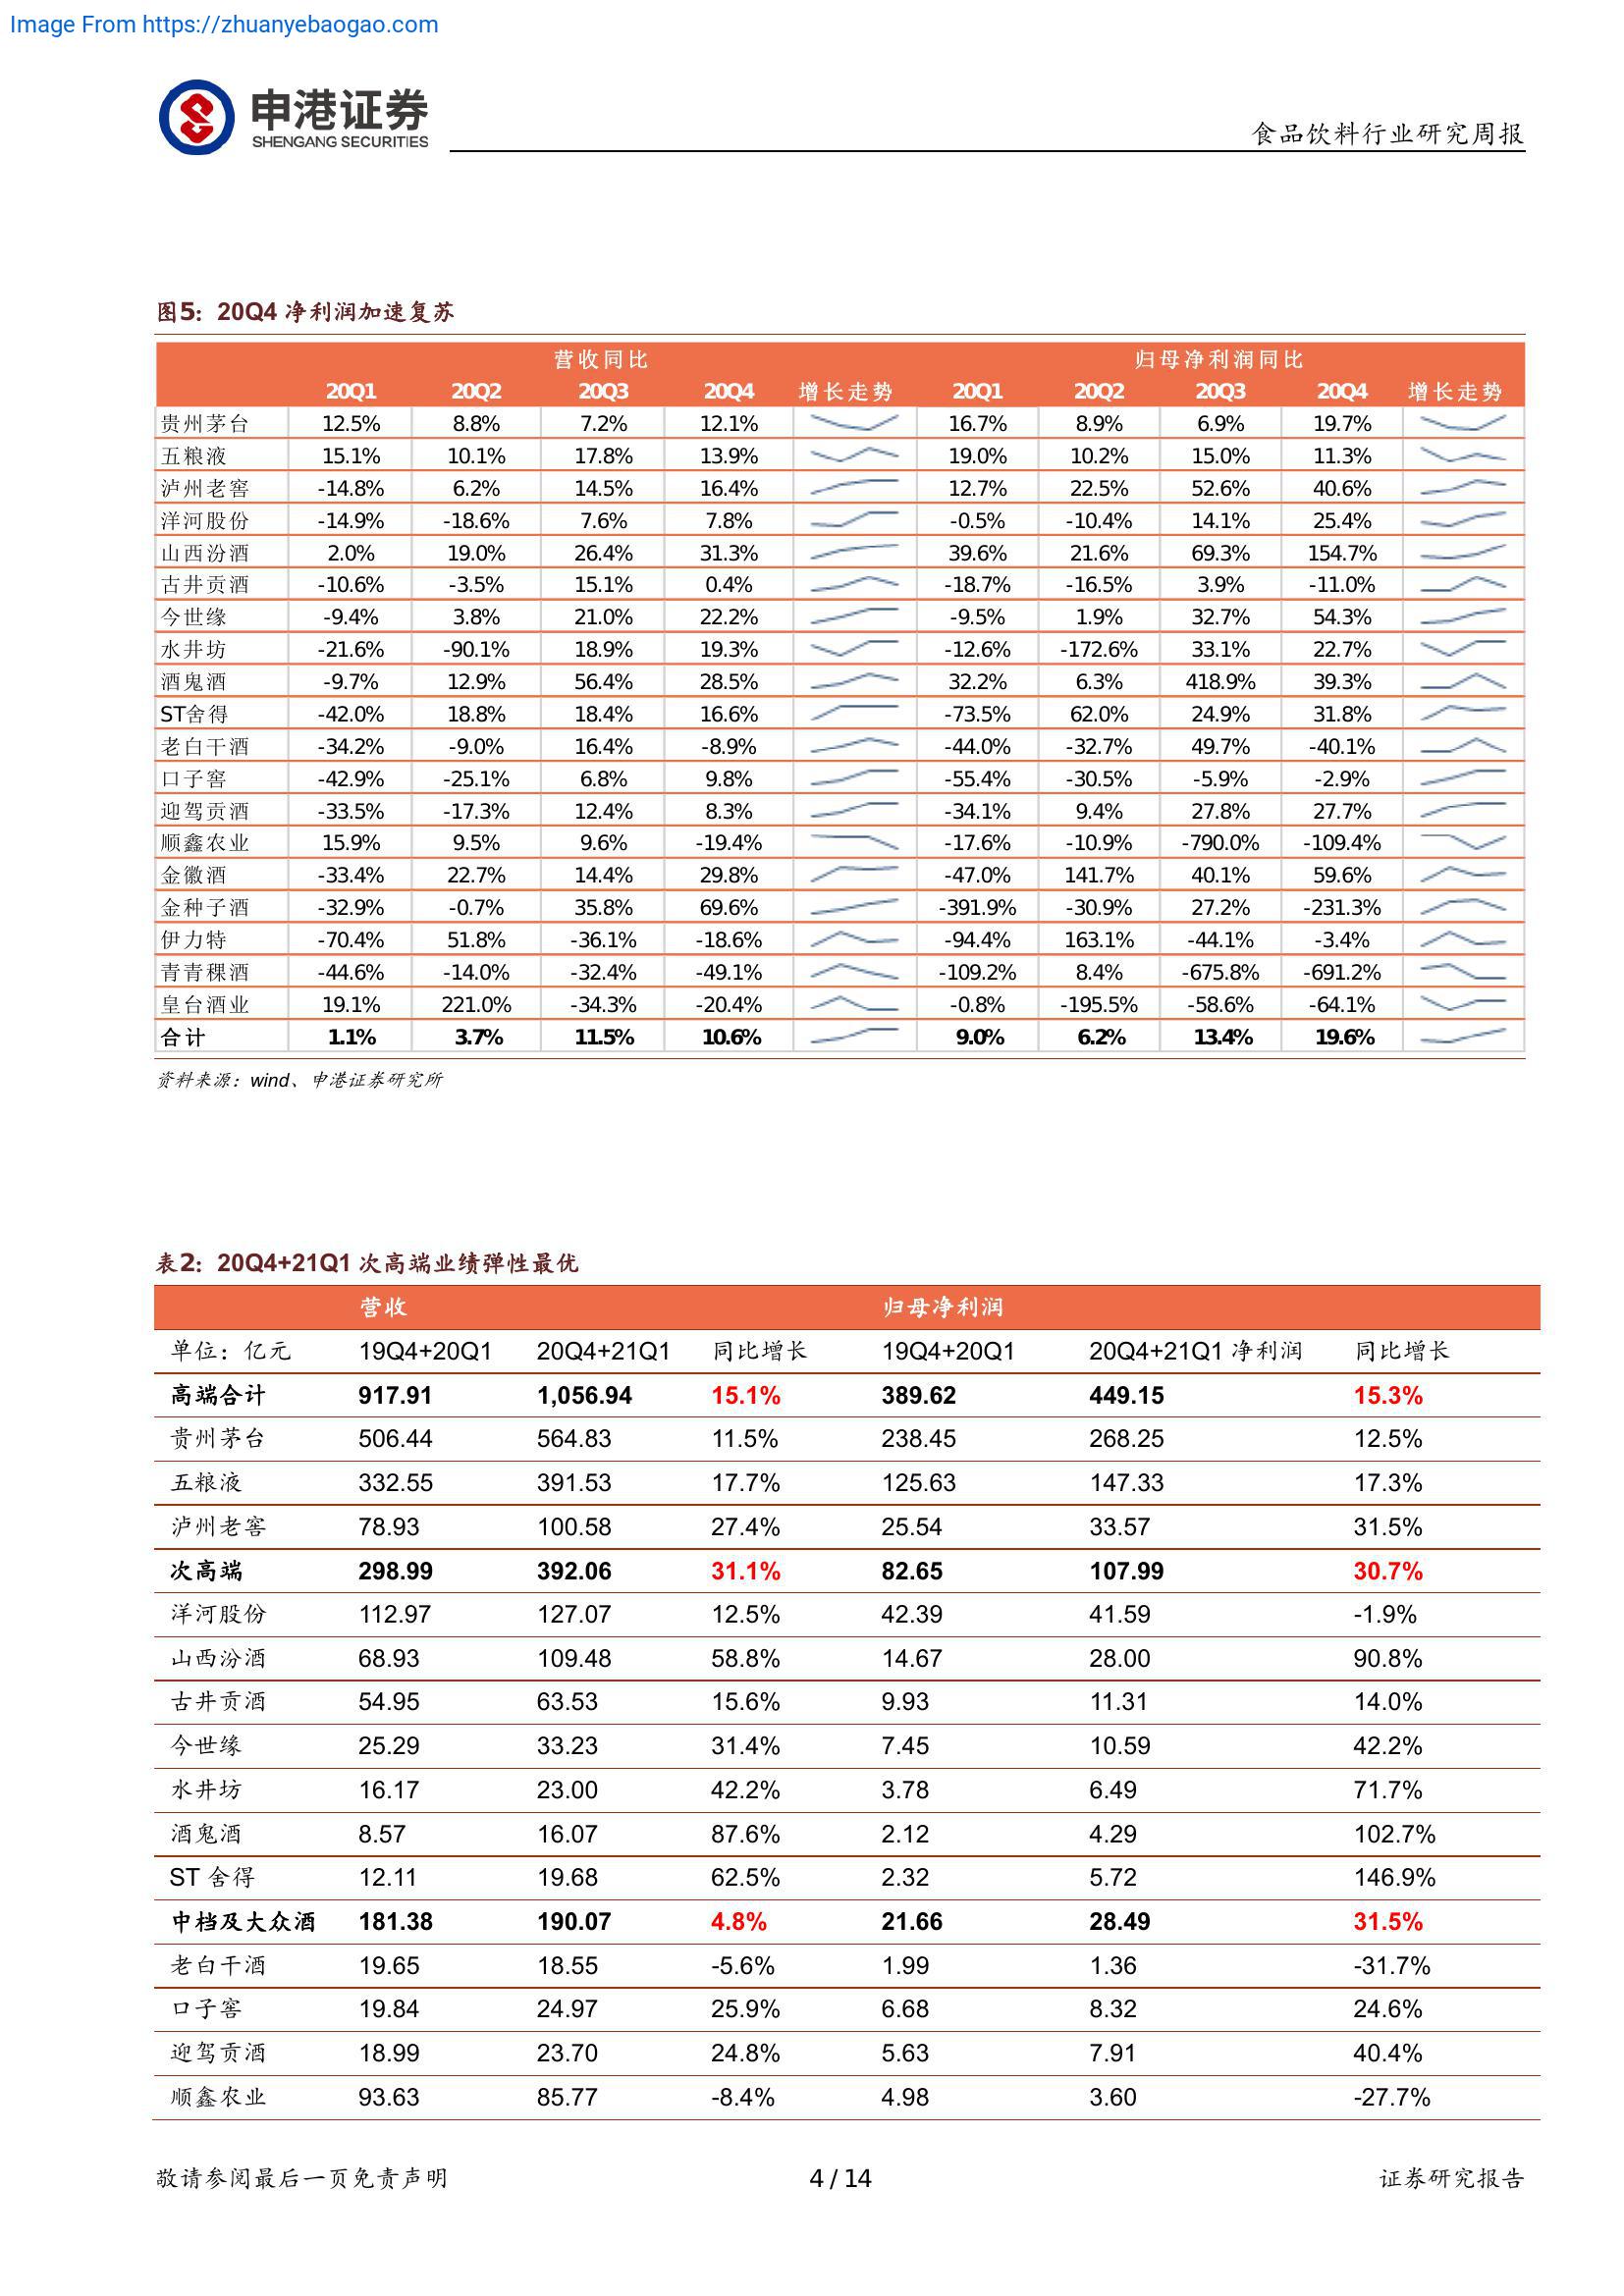 Image From https://zhuanyebaogao.com
申港证券
SHENGANG SECURITIES
食品饮料行业研究周报
图5：20Q4 净利润加速复苏
营收同比 归母净利润同比
20Q1 20Q2 20Q3 20Q4 增长走势 20Q1 20Q2 20Q3 20Q4 增长走势
贵州茅台 12.5% 8.8% 7.2% 12.1% 16.7% 8.9% 6.9% 19.7%
五粮液 15.1% 10.1% 17.8% 13.9% 19.0% 10.2% 15.0% 11.3%
泸州老窖 -14.8% 6.2% 14.5% 16.4% 12.7% 22.5% 52.6% 40.6%
洋河股份 -14.9% -18.6% 7.6% 7.8% -0.5% -10.4% 14.1% 25.4%
山西汾酒 2.0% 19.0% 26.4% 31.3% 39.6% 21.6% 69.3% 154.7%
古井贡酒 -10.6% -3.5% 15.1% 0.4% -18.7% -16.5% 3.9% -11.0%
今世缘 -9.4% 3.8% 21.0% 22.2% -9.5% 1.9% 32.7% 54.3%
水井坊 -21.6% -90.1% 18.9% 19.3% -12.6% -172.6% 33.1% 22.7%
酒鬼酒 -9.7% 12.9% 56.4% 28.5% 32.2% 6.3% 418.9% 39.3%
ST舍得 -42.0% 18.8% 18.4% 16.6% -73.5% 62.0% 24.9% 31.8%
老白干酒 -34.2% -9.0% 16.4% -8.9% -44.0% -32.7% 49.7% -40.1%
口子窖 -42.9% -25.1% 6.8% 9.8% -55.4% -30.5% -5.9% -2.9%
迎驾贡酒 -33.5% -17.3% 12.4% 8.3% -34.1% 9.4% 27.8% 27.7%
顺鑫农业 15.9% 9.5% 9.6% -19.4% -17.6% -10.9% -790.0% -109.4%
金徽酒 -33.4% 22.7% 14.4% 29.8% -47.0% 141.7% 40.1% 59.6%
金种子酒 -32.9% -0.7% 35.8% 69.6% -391.9% -30.9% 27.2% -231.3%
伊力特 -70.4% 51.8% -36.1% -18.6% -94.4% 163.1% -44.1% -3.4%
青青稞酒 -44.6% -14.0% -32.4% -49.1% -109.2% 8.4% -675.8% -691.2%
皇台酒业 19.1% 221.0% -34.3% -20.4% -0.8% -195.5% -58.6% -64.1%
合计 1.1% 3.7% 11.5% 10.6% 9.0% 6.2% 13.4% 19.6%
资料来源：wind、申港证券研究所
表2：20Q4+21Q1 次高端业绩弹性最优
营收 归母净利润
单位：亿元 19Q4+20Q1 20Q4+21Q1 同比增长 19Q4+20Q1 20Q4+21Q1 净利润 同比增长
高端合计 917.91 1,056.94 15.1% 389.62 449.15 15.3%
贵州茅台 506.44 564.83 11.5% 238.45 268.25 12.5%
五粮液 332.55 391.53 17.7% 125.63 147.33 17.3%
泸州老窖 78.93 100.58 27.4% 25.54 33.57 31.5%
次高端 298.99 392.06 31.1% 82.65 107.99 30.7%
洋河股份 112.97 127.07 12.5% 42.39 41.59 -1.9%
山西汾酒 68.93 109.48 58.8% 14.67 28.00 90.8%
古井贡酒 54.95 63.53 15.6% 9.93 11.31 14.0%
今世缘 25.29 33.23 31.4% 7.45 10.59 42.2%
水井坊 16.17 23.00 42.2% 3.78 6.49 71.7%
酒鬼酒 8.57 16.07 87.6% 2.12 4.29 102.7%
ST 舍得 12.11 19.68 62.5% 2.32 5.72 146.9%
中档及大众酒 181.38 190.07 4.8% 21.66 28.49 31.5%
老白干酒 19.65 18.55 -5.6% 1.99 1.36 -31.7%
口子窖 19.84 24.97 25.9% 6.68 8.32 24.6%
迎驾贡酒 18.99 23.70 24.8% 5.63 7.91 40.4%
顺鑫农业 93.63 85.77 -8.4% 4.98 3.60 -27.7%
敬请参阅最后一页免责声明 4 / 14 证券研究报告